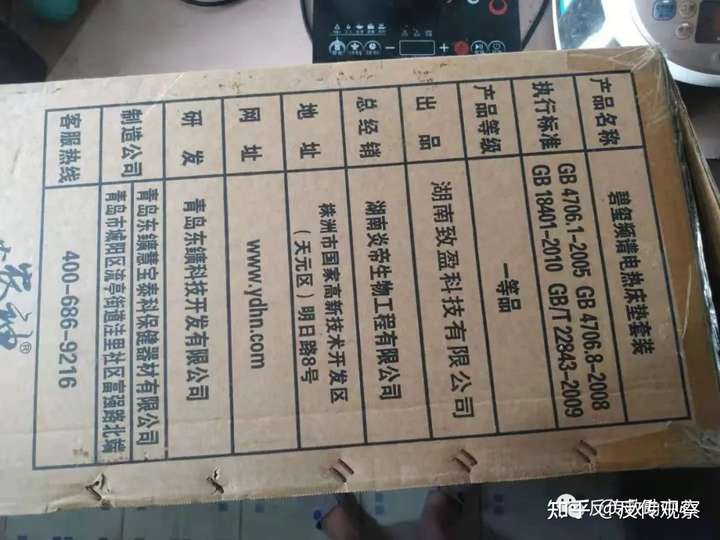 产品名称 碧玺频谱电热床垫套装
执行标准 GB 4706.1-2005 GB 4706.8-2008
GB 18401-2010 GB/T 22843-2009
产品等级 一等品
出品 湖南致盈科技有限公司
总经销 湖南炎帝生物工程有限公司
地址 株洲市国家高新技术开发区
（天元区）明日路8号
网址 www.ydhn.com
研发 青岛东鑛科技开发有限公司
制造公司 青岛东鑛慧宝泰科保健器材有限公司
青岛市城阳区流亭街道洼里社区富强路北端
客服热线 400-686-9216
农神®
知乎 @反传观察